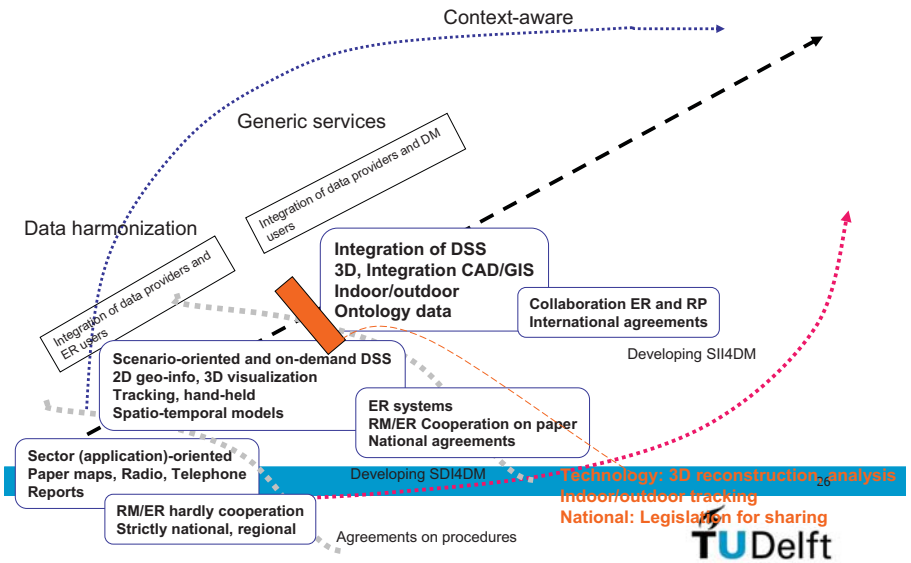 Context-aware
Generic services
Integration of data providers and DM
users
Data harmonization
Integration of data providers and
ER users
Integration of DSS
3D, Integration CAD/GIS
Indoor/outdoor
Ontology data
Collaboration ER and RP
International agreements
Developing SII4DM
Scenario-oriented and on-demand DSS
2D geo-info, 3D visualization
Tracking, hand-held
Spatio-temporal models
ER systems
RM/ER Cooperation on paper
National agreements
Sector (application)-oriented
Paper maps, Radio, Telephone
Reports
Developing SDI4DM
Technology: 3D reconstruction, analysis
26
Indoor/outdoor tracking
National: Legislation for sharing
RM/ER hardly cooperation
Strictly national, regional
Agreements on procedures
TUDelft